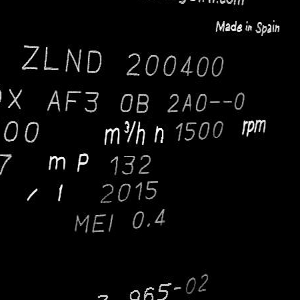 Made in Spain
ZLND 200400
X AF3 0B 2A0--0
00 m³/h n 1500 rpm
7 m P 132
/ 1 2015
MEI 0.4
965-02